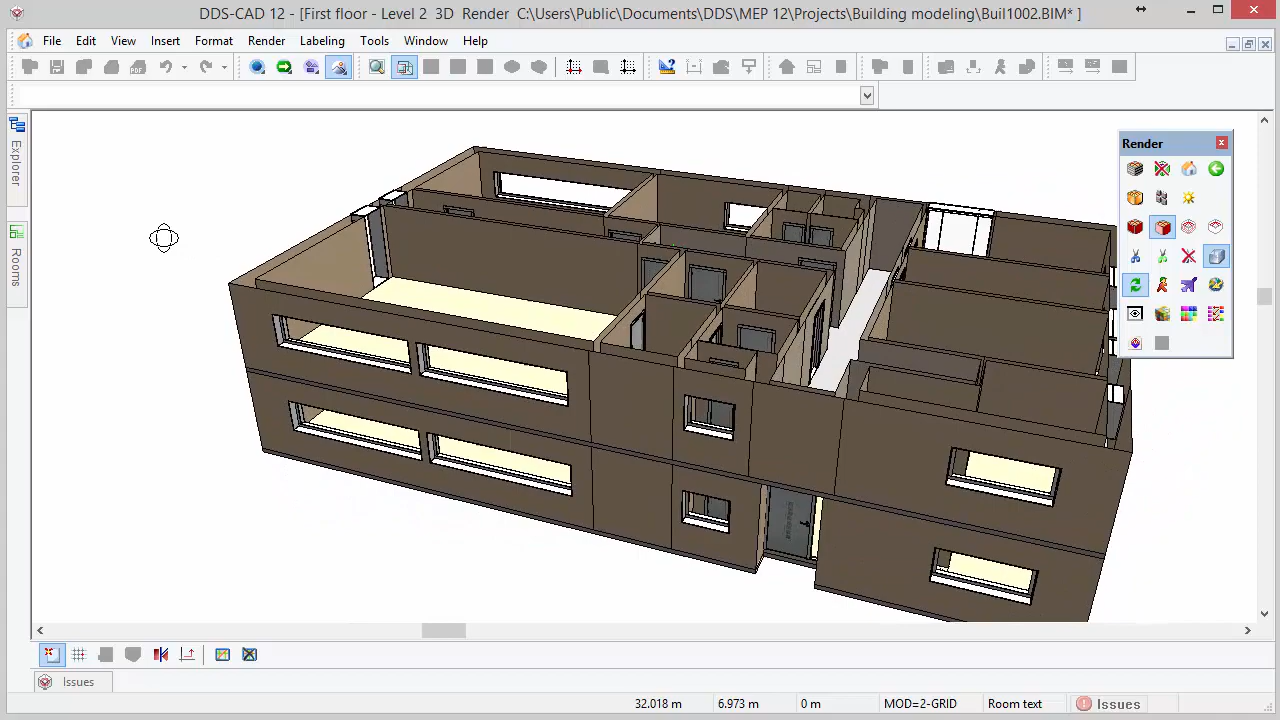 DDS-CAD 12 - [First floor - Level 2  3D  Render  C:\Users\Public\Documents\DDS\MEP 12\Projects\Building modeling\Buil1002.BIM* ]
File Edit View Insert Format Render Labeling Tools Window Help
Explorer
Rooms
Render
Issues
32.018 m 6.973 m 0 m MOD=2-GRID Room text Issues